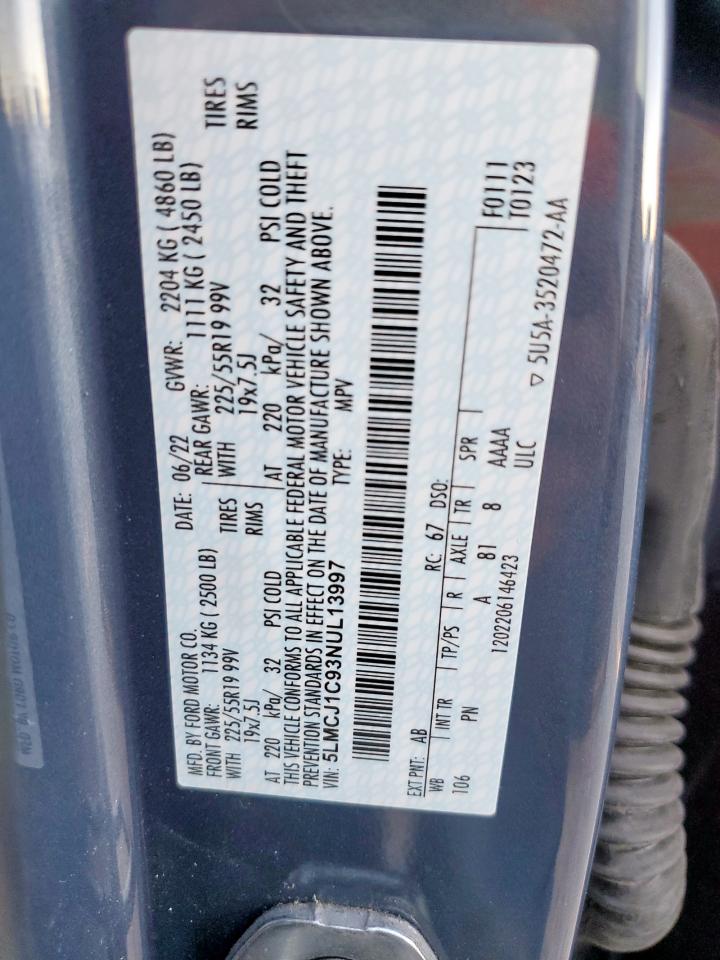 MFD. BY FORD MOTOR CO. DATE: 06/22 GVWR: 2204 KG ( 4860 LB)
FRONT GAWR: 1134 KG ( 2500 LB) REAR GAWR: 1111 KG ( 2450 LB)
WITH 225/55R19 99V TIRES WITH 225/55R19 99V TIRES
19x7.5J RIMS 19x7.5J RIMS
AT 220 kPa/ 32 PSI COLD AT 220 kPa/ 32 PSI COLD
THIS VEHICLE CONFORMS TO ALL APPLICABLE FEDERAL MOTOR VEHICLE SAFETY AND THEFT
PREVENTION STANDARDS IN EFFECT ON THE DATE OF MANUFACTURE SHOWN ABOVE.
VIN: 5LMCJ1C93NUL13997 TYPE: MPV
EXT PNT: AB RC: 67 DSO: F0111
WB INT TR TP/PS R AXLE TR SPR T0123
106 PN A 81 8 AAAA
1202206146423 ULC
▽ 5U5A-3520472-AA